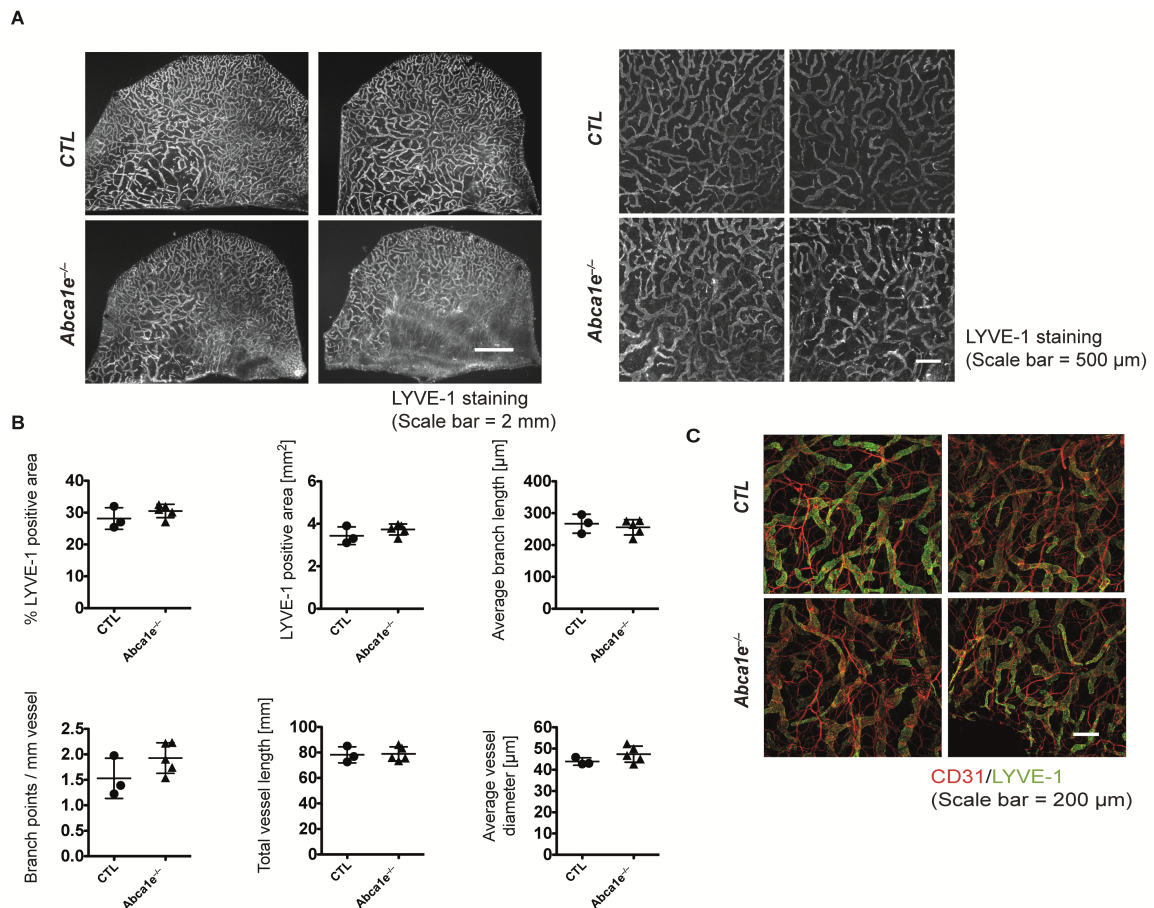 A
CTL
Abca1e⁻/⁻
LYVE-1 staining
(Scale bar = 2 mm)
CTL
Abca1e⁻/⁻
LYVE-1 staining
(Scale bar = 500 µm)
B
% LYVE-1 positive area
40
30
20
10
0
CTL
Abca1e⁻/⁻
LYVE-1 positive area [mm²]
6
4
2
0
CTL
Abca1e⁻/⁻
Average branch length [µm]
400
300
200
100
0
CTL
Abca1e⁻/⁻
Branch points / mm vessel
2.5
2.0
1.5
1.0
0.5
0.0
CTL
Abca1e⁻/⁻
Total vessel length [mm]
100
80
60
40
20
0
CTL
Abca1e⁻/⁻
Average vessel
diameter [µm]
60
50
40
30
20
10
0
CTL
Abca1e⁻/⁻
C
CTL
Abca1e⁻/⁻
CD31/LYVE-1
(Scale bar = 200 µm)